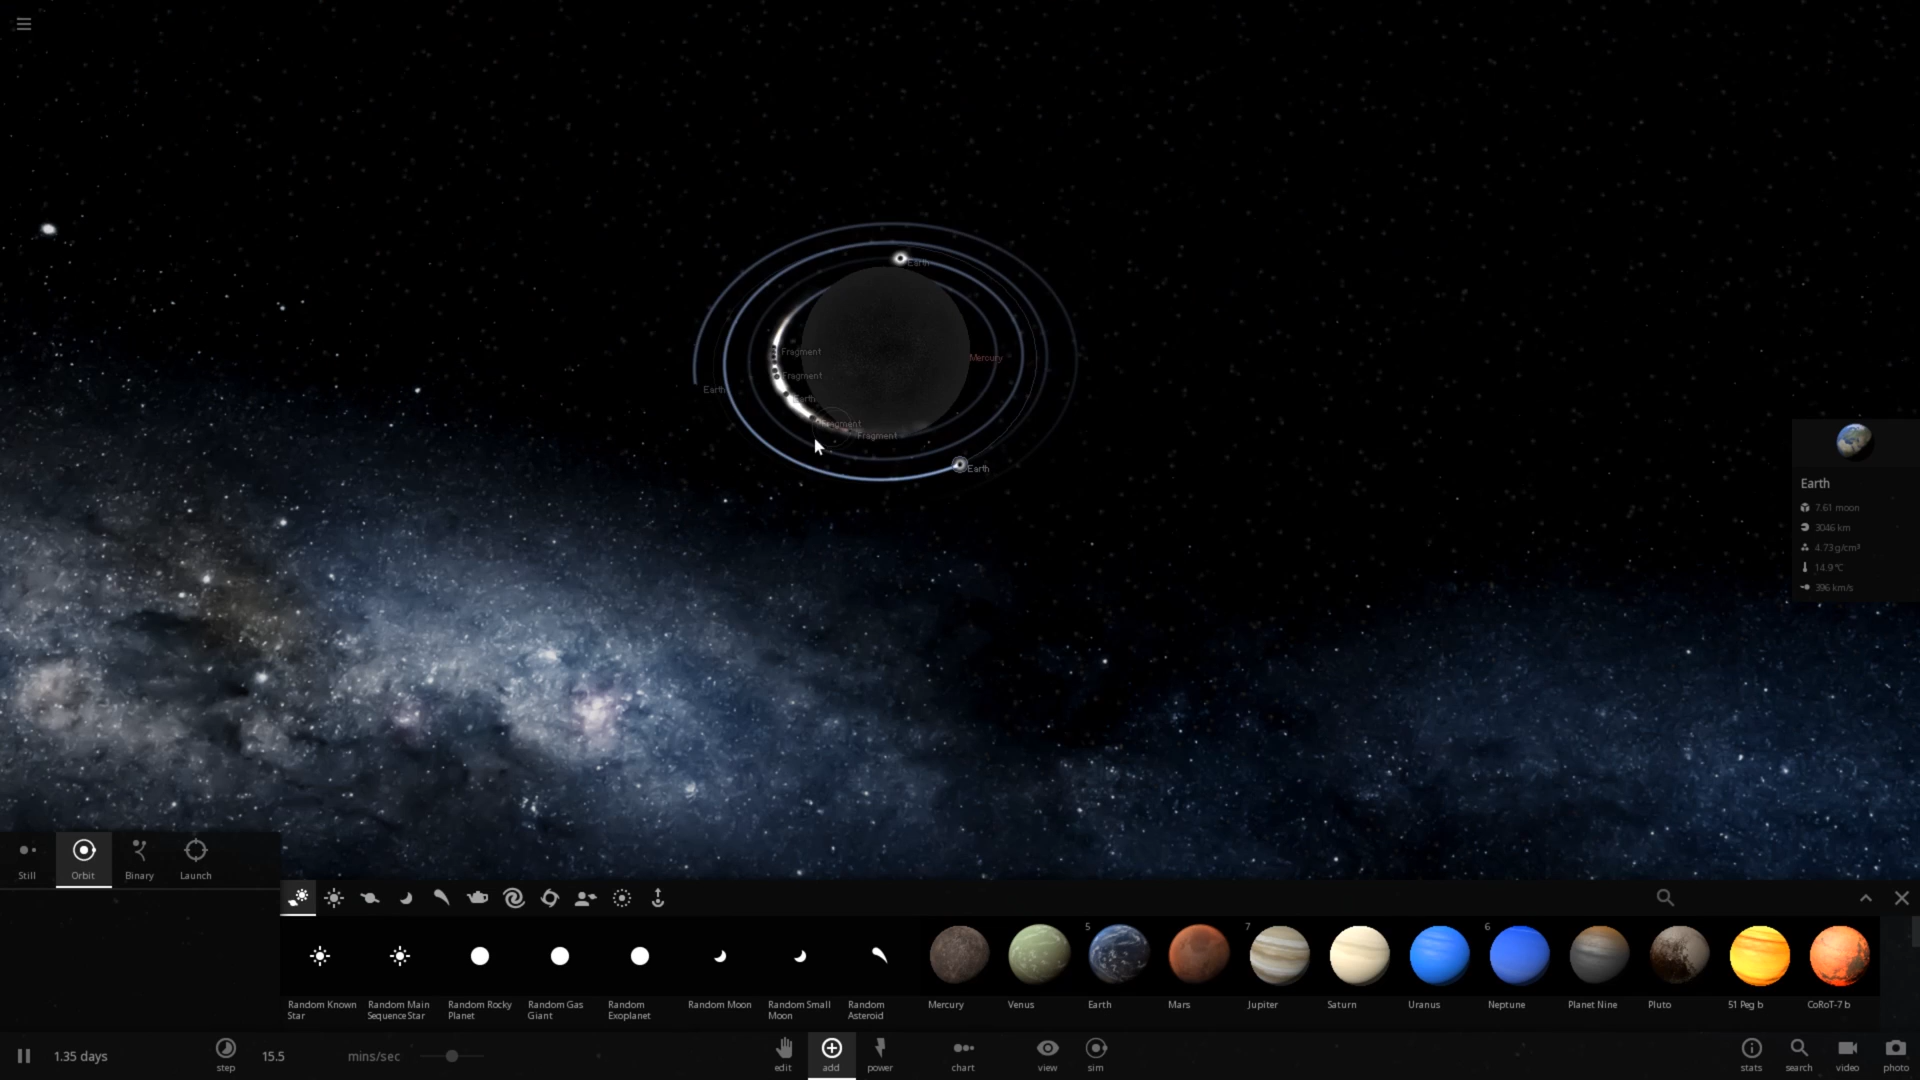 Earth
Fragment
Mercury
Fragment
Earth
Earth
Fragment
Fragment
Earth
Earth
7.61 moon
3046 km
4.73 g/cm³
14.9 °C
396 km/s
Still
Orbit
Binary
Launch
5
7
6
Random Known
Star
Random Main
Sequence Star
Random Rocky
Planet
Random Gas
Giant
Random
Exoplanet
Random Moon
Random Small
Moon
Random
Asteroid
Mercury
Venus
Earth
Mars
Jupiter
Saturn
Uranus
Neptune
Planet Nine
Pluto
51 Peg b
CoRoT-7 b
1.35 days
step
15.5
mins/sec
edit
add
power
chart
view
sim
stats
search
video
photo